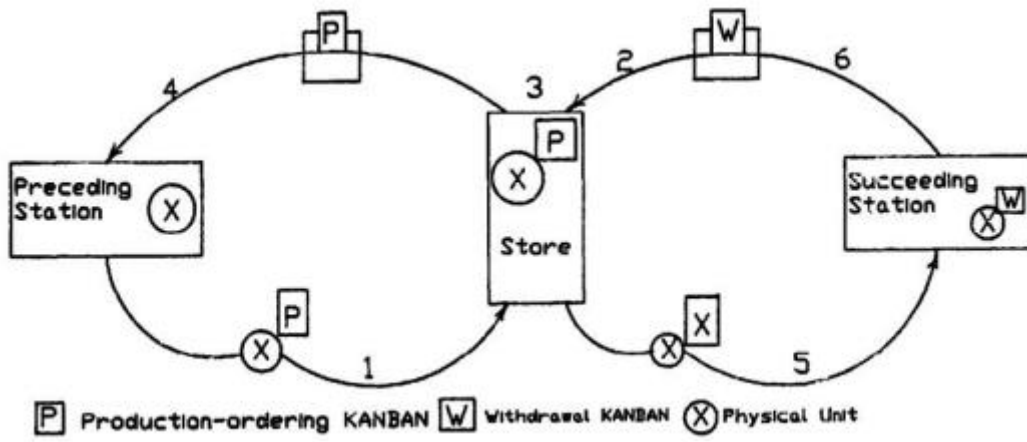 P
W
4
3
2
6
P
X
Preceding
Station
X
Store
Succeeding
Station
W
X
P
X
1
X
X
5
P Production-ordering KANBAN W Withdrawal KANBAN X Physical Unit